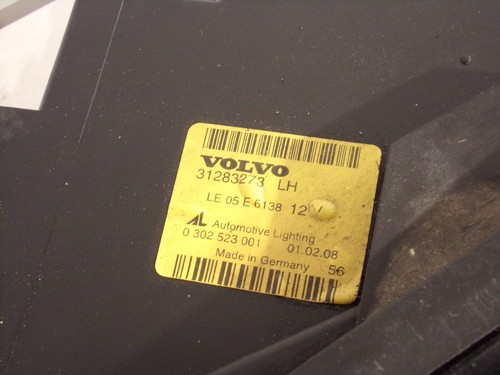 VOLVO
31283273 LH
LE 05 E 6138 12
AL Automotive Lighting
0 302 523 001 01.02.08
Made in Germany 56